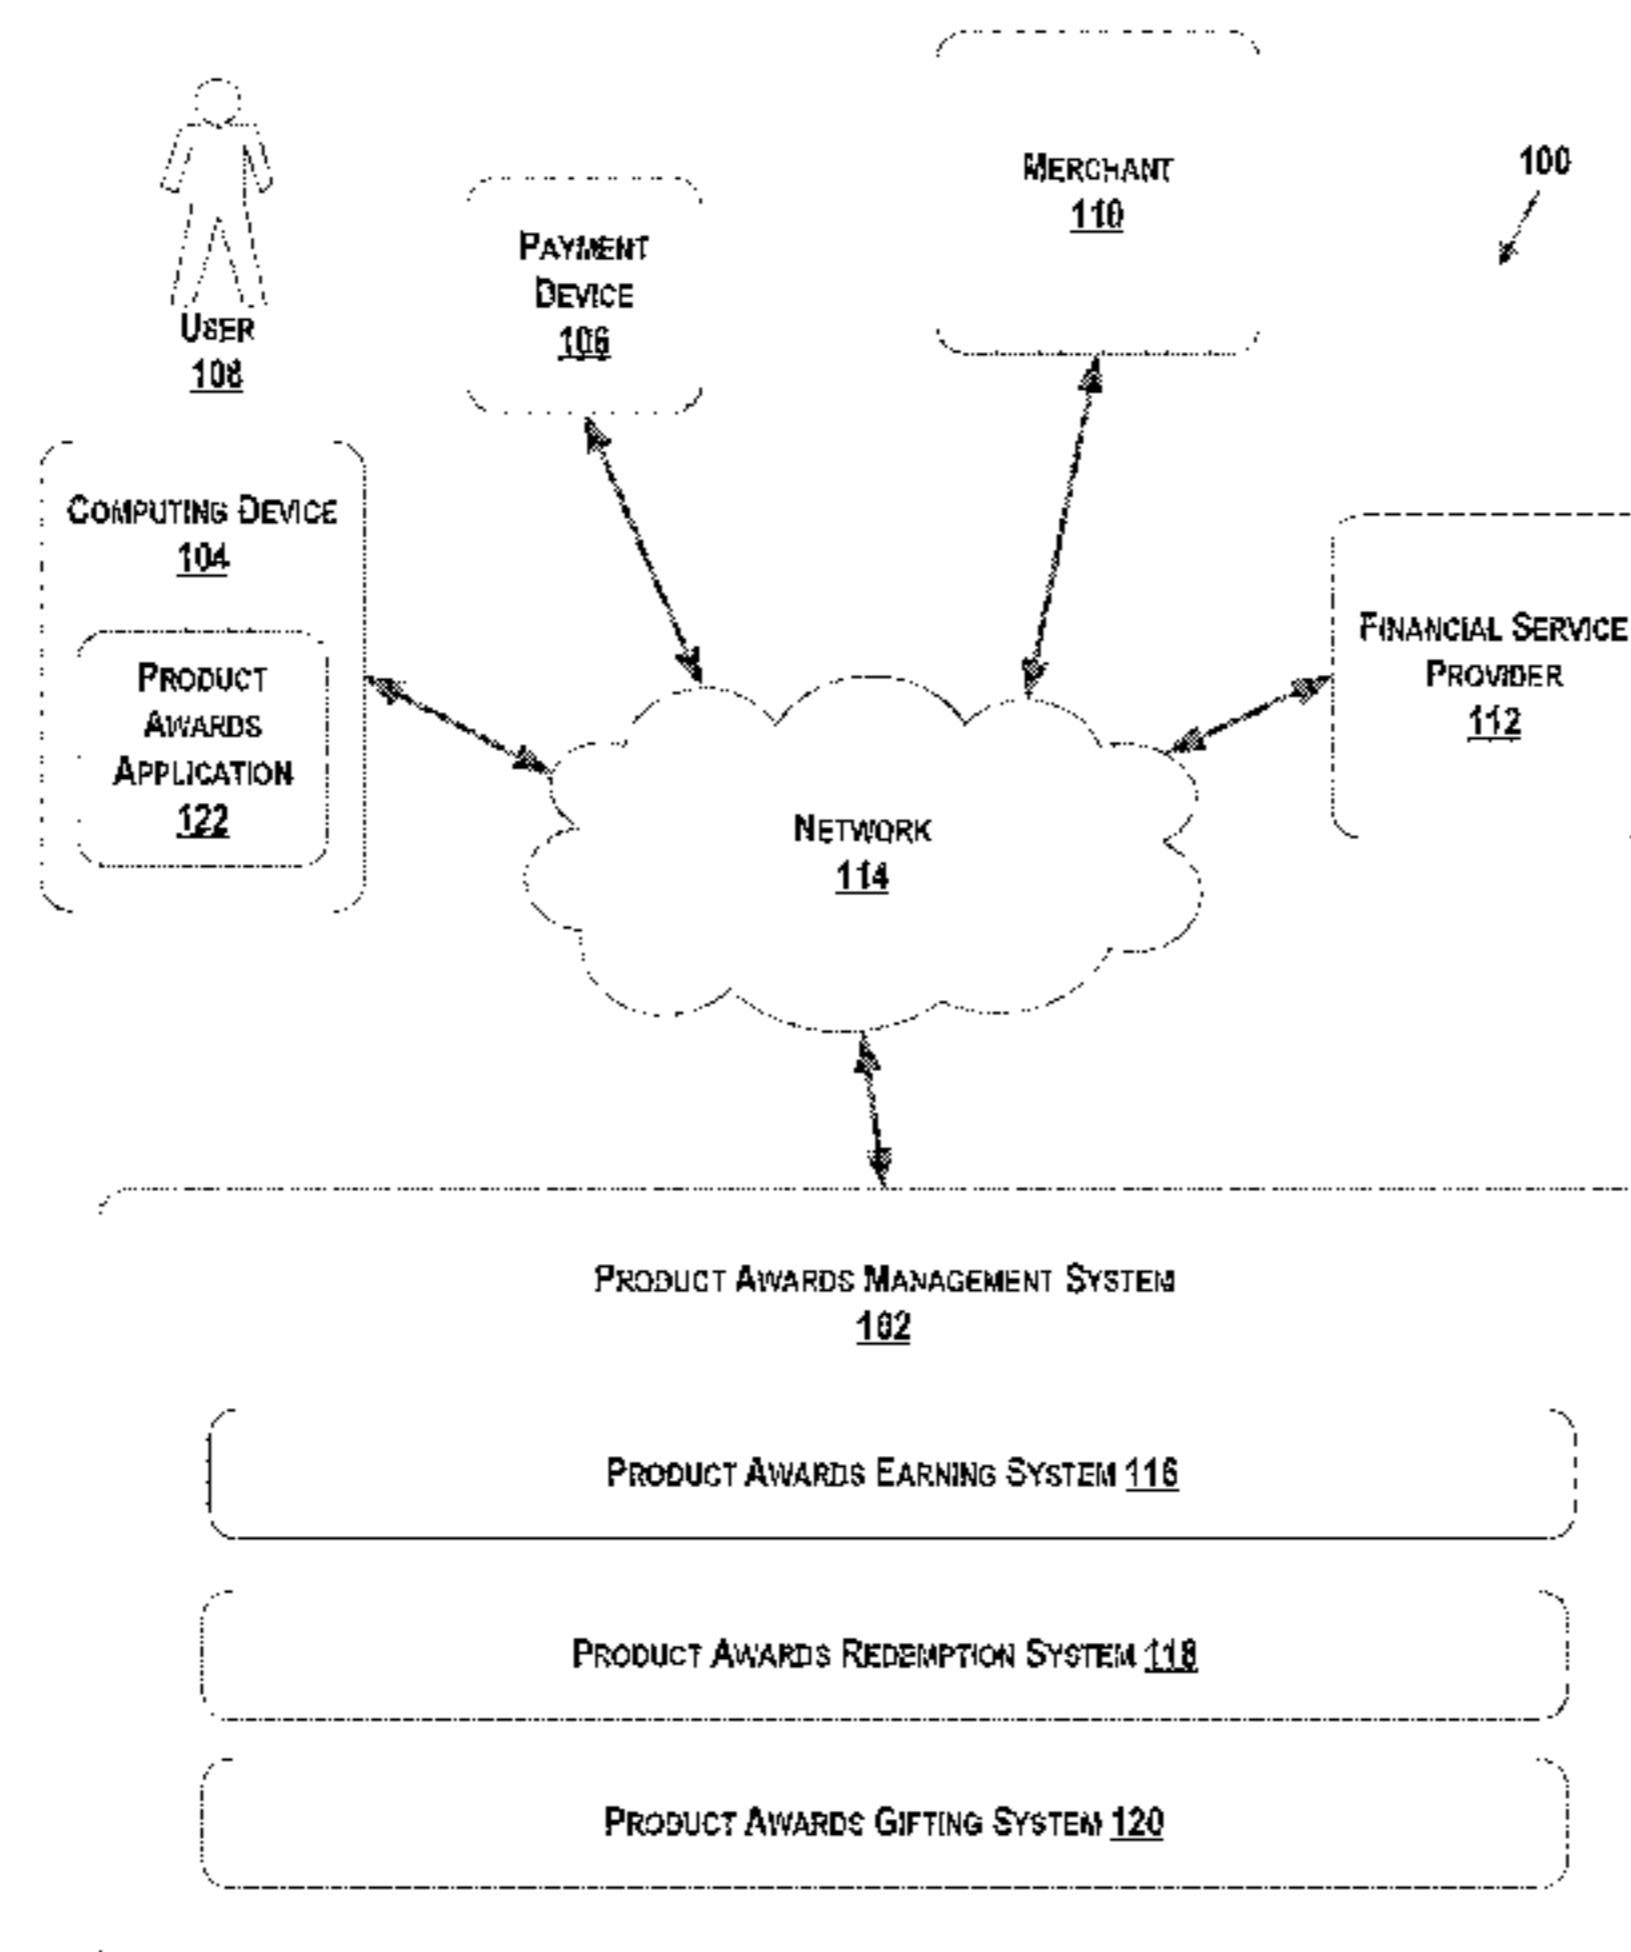 MERCHANT
110
100
PAYMENT
DEVICE
106
USER
108
COMPUTING DEVICE
104
PRODUCT
AWARDS
APPLICATION
122
FINANCIAL SERVICE
PROVIDER
112
NETWORK
114
PRODUCT AWARDS MANAGEMENT SYSTEM
102
PRODUCT AWARDS EARNING SYSTEM 116
PRODUCT AWARDS REDEMPTION SYSTEM 118
PRODUCT AWARDS GIFTING SYSTEM 120